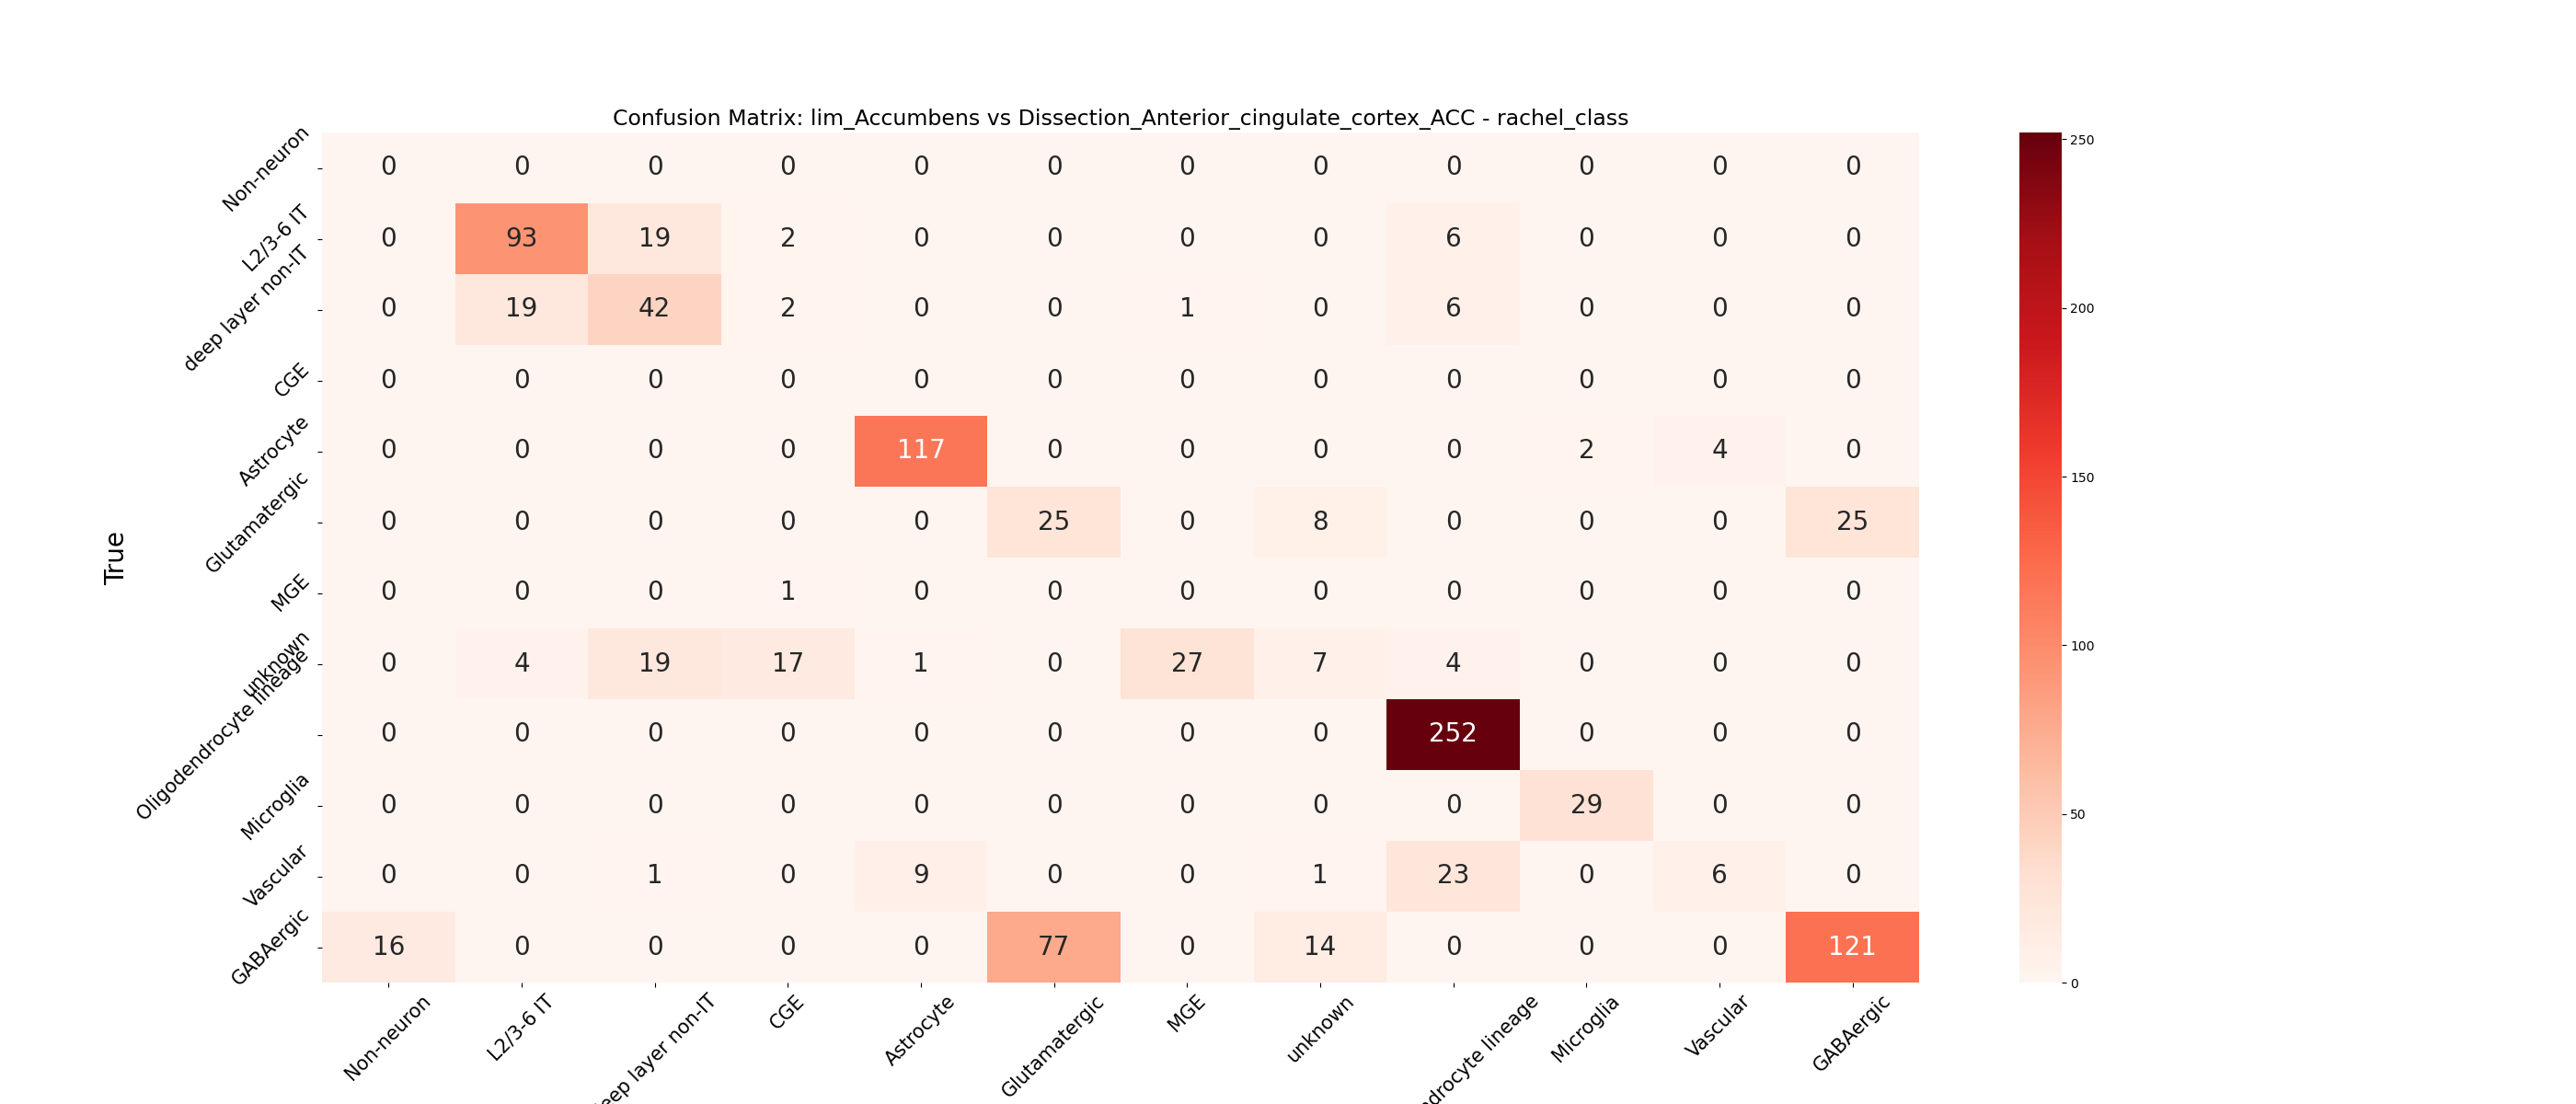 Confusion Matrix: lim_Accumbens vs Dissection_Anterior_cingulate_cortex_ACC - rachel_class
True
Non-neuron 0 0 0 0 0 0 0 0 0 0 0 0
L2/3-6 IT 0 93 19 2 0 0 0 0 6 0 0 0
deep layer non-IT 0 19 42 2 0 0 1 0 6 0 0 0
CGE 0 0 0 0 0 0 0 0 0 0 0 0
Astrocyte 0 0 0 0 117 0 0 0 0 2 4 0
Glutamatergic 0 0 0 0 0 25 0 8 0 0 0 25
MGE 0 0 0 1 0 0 0 0 0 0 0 0
unknown 0 4 19 17 1 0 27 7 4 0 0 0
Oligodendrocyte lineage 0 0 0 0 0 0 0 0 252 0 0 0
Microglia 0 0 0 0 0 0 0 0 0 29 0 0
Vascular 0 0 1 0 9 0 0 1 23 0 6 0
GABAergic 16 0 0 0 0 77 0 14 0 0 0 121
Non-neuron L2/3-6 IT eep layer non-IT CGE Astrocyte Glutamatergic MGE unknown drocyte lineage Microglia Vascular GABAergic
250
200
150
100
50
0